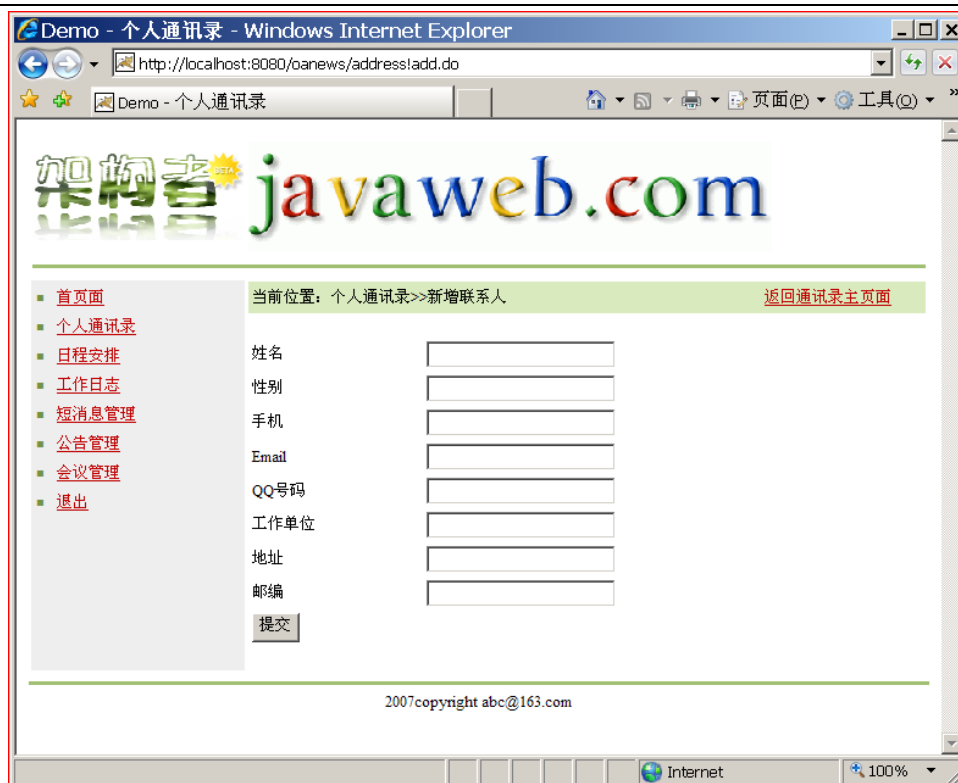 Demo - 个人通讯录 - Windows Internet Explorer
http://localhost:8080/oanews/address!add.do
Demo - 个人通讯录
页面(P)
工具(O)
»
架构者 BETA javaweb.com
首页面
个人通讯录
日程安排
工作日志
短消息管理
公告管理
会议管理
退出
当前位置：个人通讯录>>新增联系人 返回通讯录主页面
姓名
性别
手机
Email
QQ号码
工作单位
地址
邮编
提交
2007copyright abc@163.com
Internet 100%